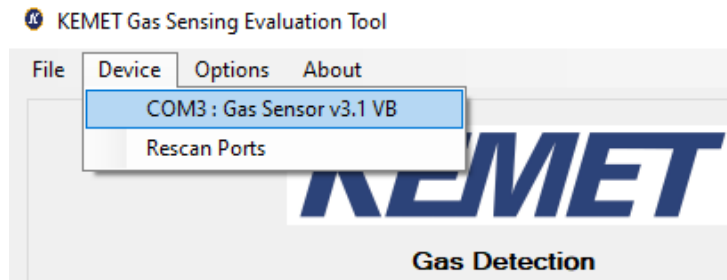 KEMET Gas Sensing Evaluation Tool
File Device Options About
COM3 : Gas Sensor v3.1 VB
Rescan Ports
KEMET
Gas Detection